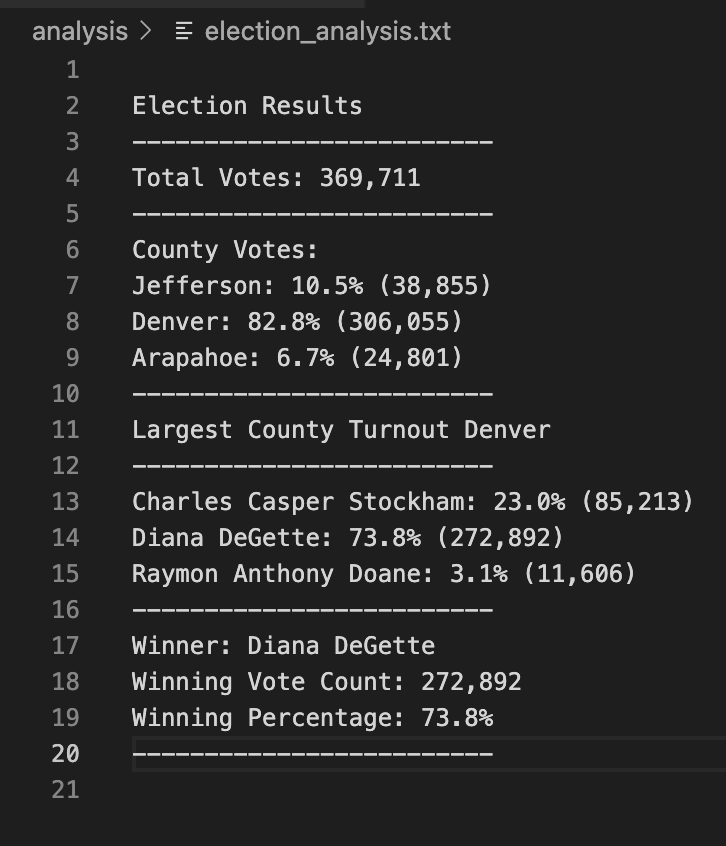 analysis > election_analysis.txt
1
2 Election Results
3 -------------------------
4 Total Votes: 369,711
5 -------------------------
6 County Votes:
7 Jefferson: 10.5% (38,855)
8 Denver: 82.8% (306,055)
9 Arapahoe: 6.7% (24,801)
10 -------------------------
11 Largest County Turnout Denver
12 -------------------------
13 Charles Casper Stockham: 23.0% (85,213)
14 Diana DeGette: 73.8% (272,892)
15 Raymon Anthony Doane: 3.1% (11,606)
16 -------------------------
17 Winner: Diana DeGette
18 Winning Vote Count: 272,892
19 Winning Percentage: 73.8%
20 -------------------------
21